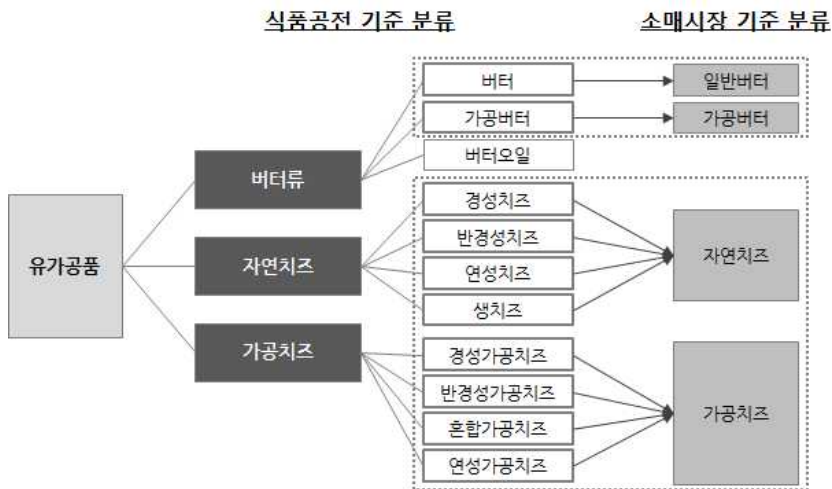 식품공전 기준 분류
소매시장 기준 분류
유가공품
버터류
버터
일반버터
가공버터
가공버터
버터오일
자연치즈
경성치즈
반경성치즈
연성치즈
생치즈
자연치즈
가공치즈
경성가공치즈
반경성가공치즈
혼합가공치즈
연성가공치즈
가공치즈